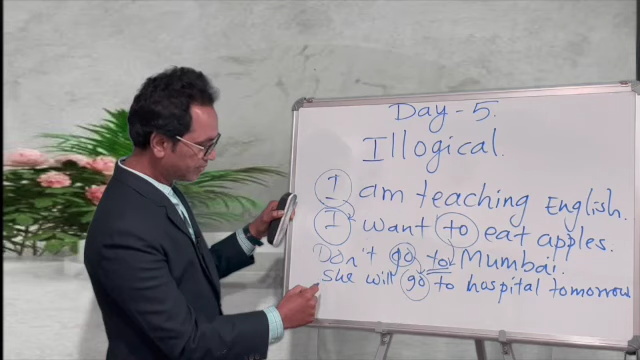 Day - 5.
Illogical.
I am teaching English.
I want to eat apples.
Don't go to Mumbai.
She will go to hospital tomorrow